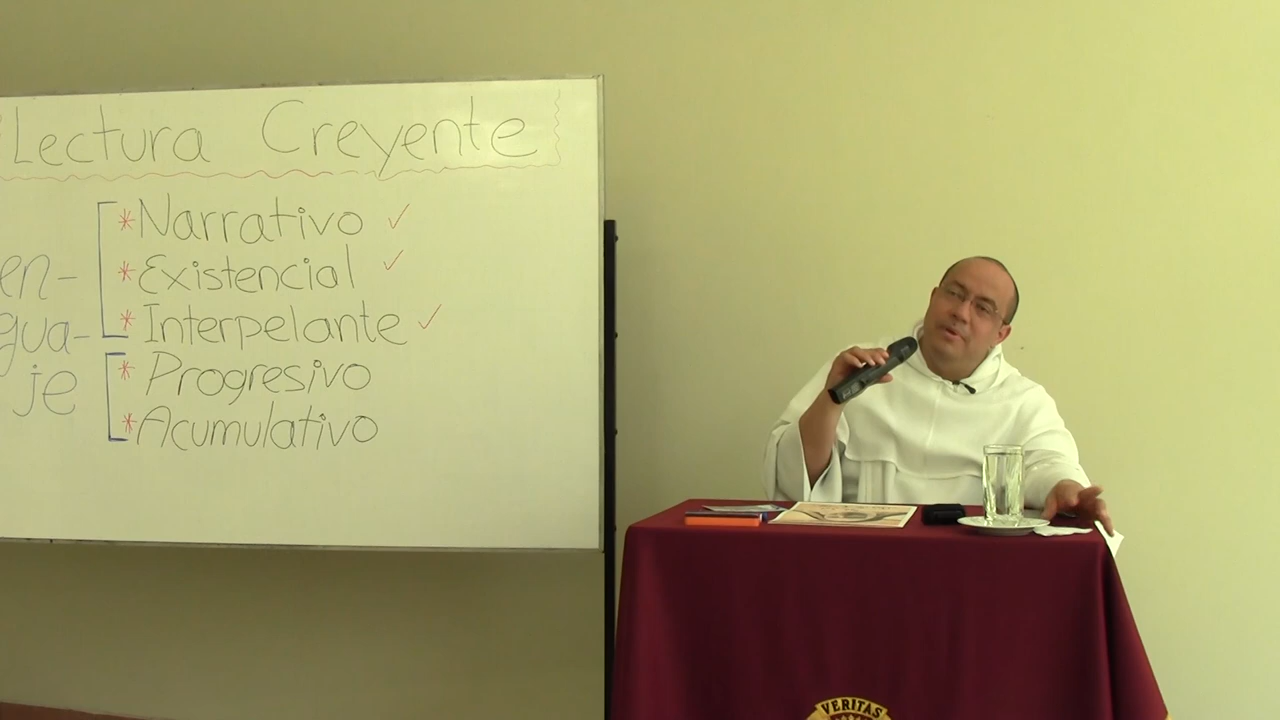 Lectura Creyente
* Narrativo ✓
* Existencial ✓
en-
* Interpelante ✓
gua-
* Progresivo
je
* Acumulativo
VERITAS